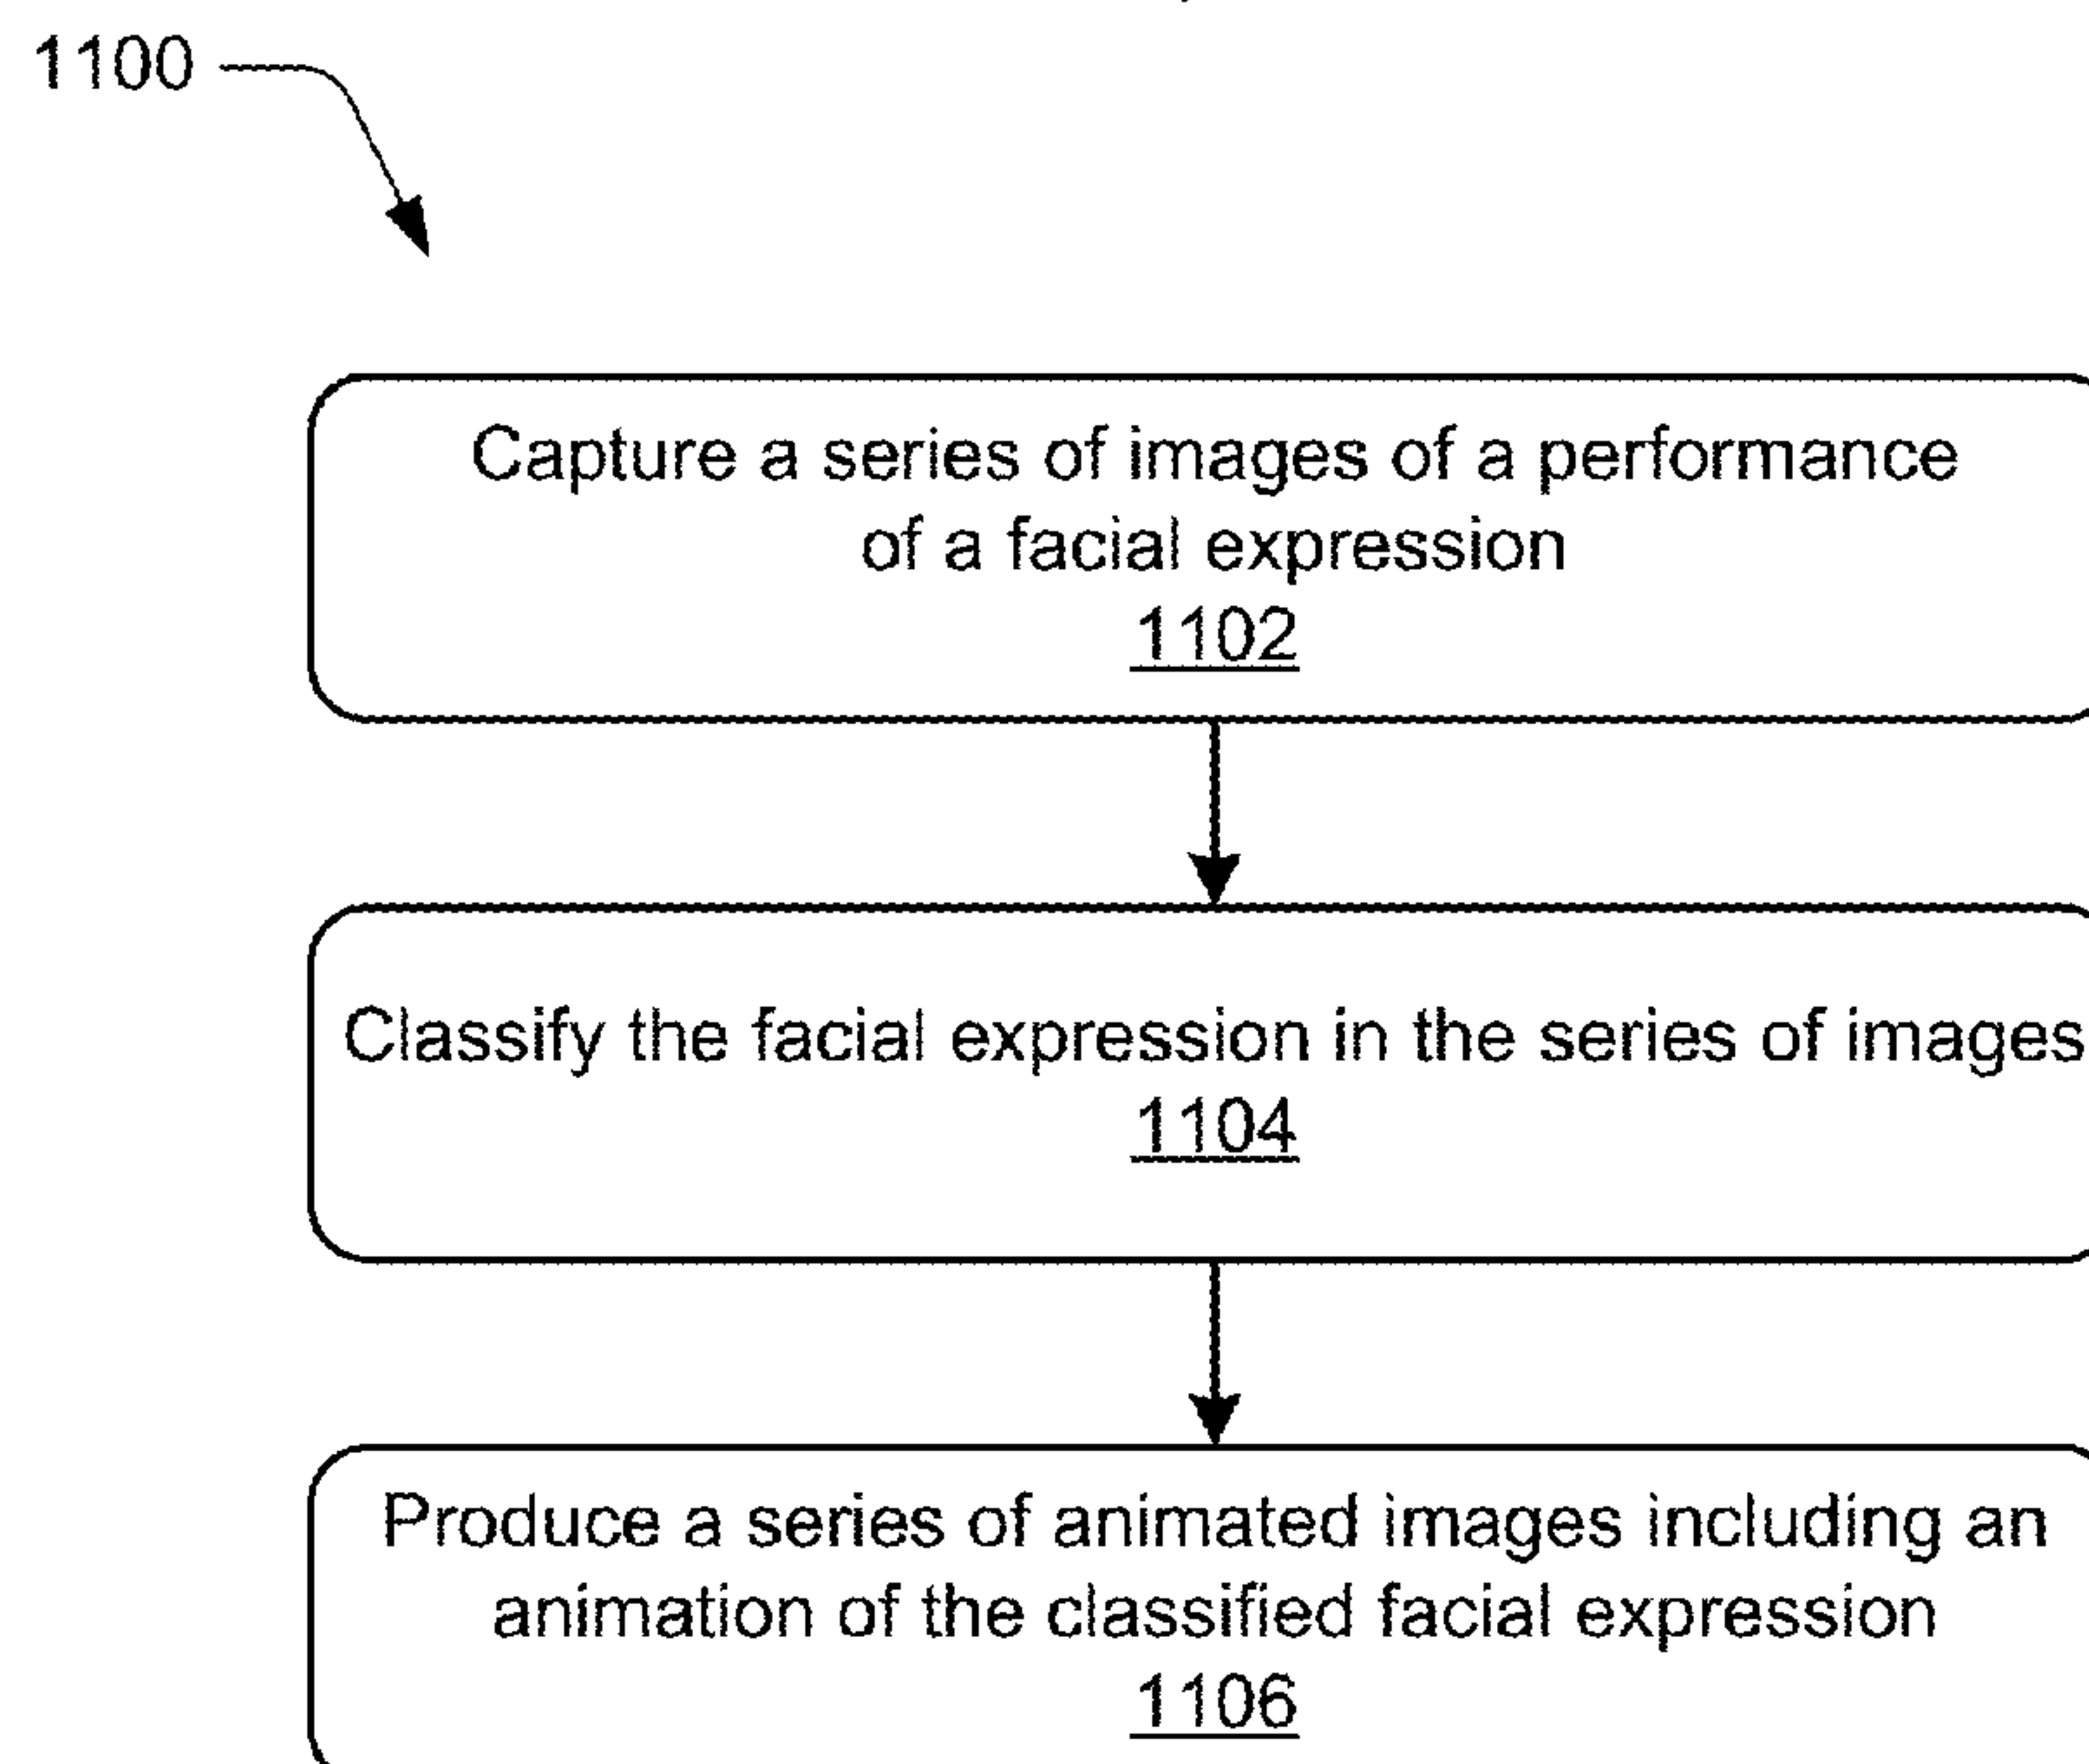 1100
Capture a series of images of a performance
of a facial expression
1102
Classify the facial expression in the series of images
1104
Produce a series of animated images including an
animation of the classified facial expression
1106